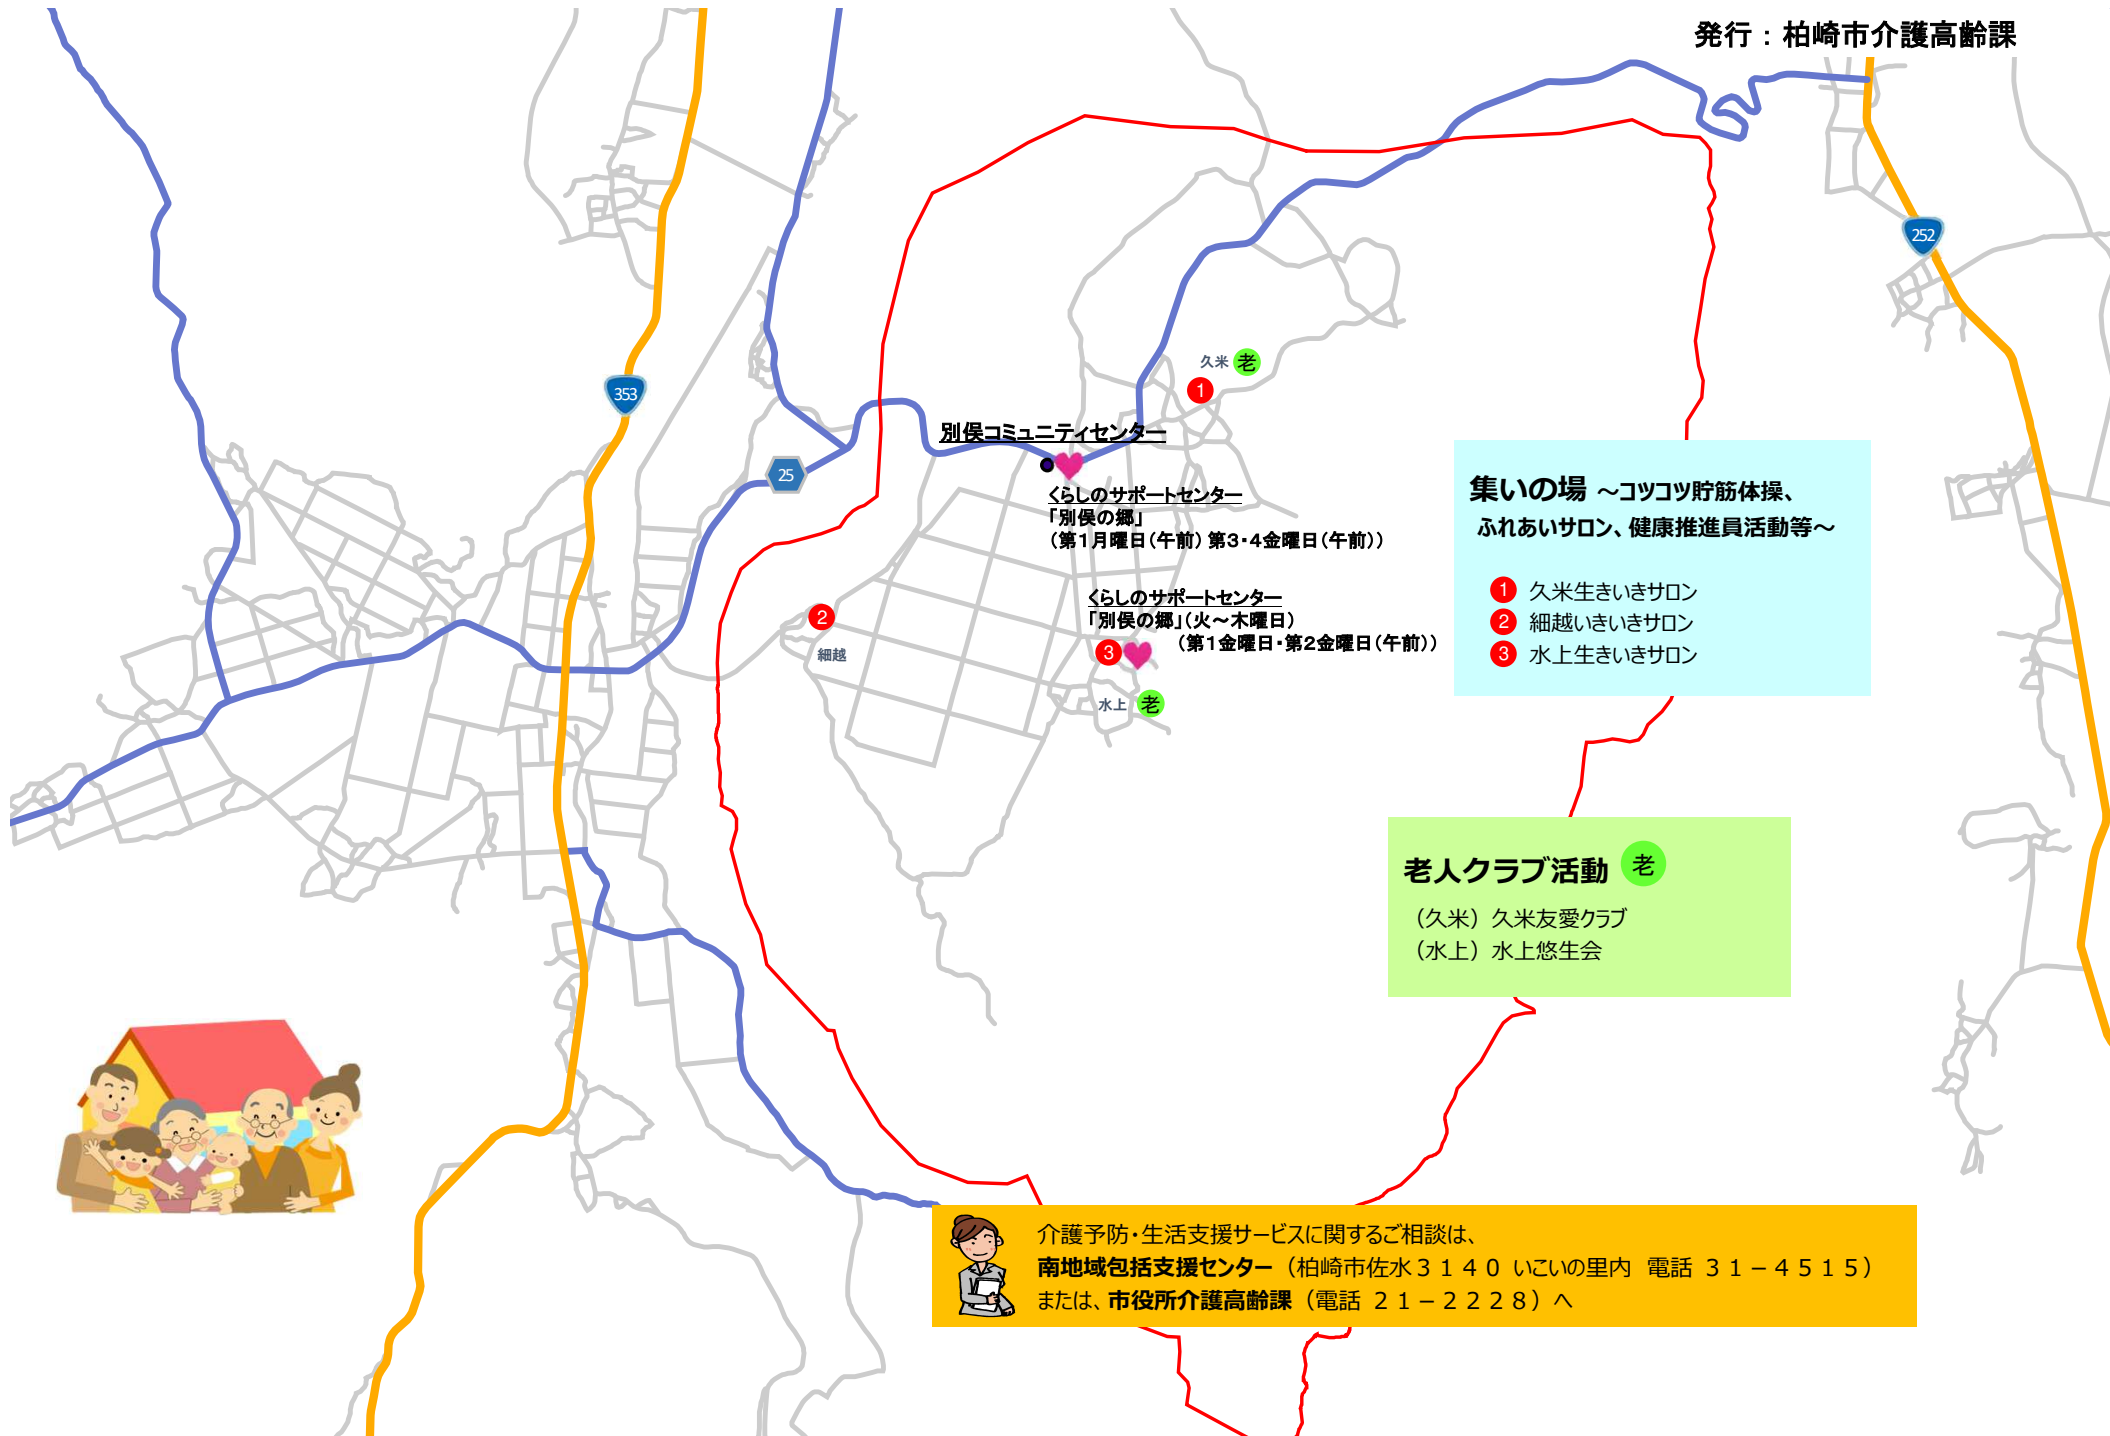 発行：柏崎市介護高齢課
252
353
久米 老
1
別俣コミュニティセンター
25
くらしのサポートセンター
「別俣の郷」
（第1月曜日（午前） 第3・4金曜日（午前））
集いの場 ～コツコツ貯筋体操、
ふれあいサロン、健康推進員活動等～
1 久米生きいきサロン
2 細越いきいきサロン
3 水上生きいきサロン
くらしのサポートセンター
「別俣の郷」（火～木曜日）
（第1金曜日・第2金曜日（午前））
2
細越
3
水上 老
老人クラブ活動 老
（久米） 久米友愛クラブ
（水上） 水上悠生会
介護予防・生活支援サービスに関するご相談は、
南地域包括支援センター （柏崎市佐水３１４０ いこいの里内 電話 ３１－４５１５）
または、市役所介護高齢課 （電話 ２１－２２２８）へ